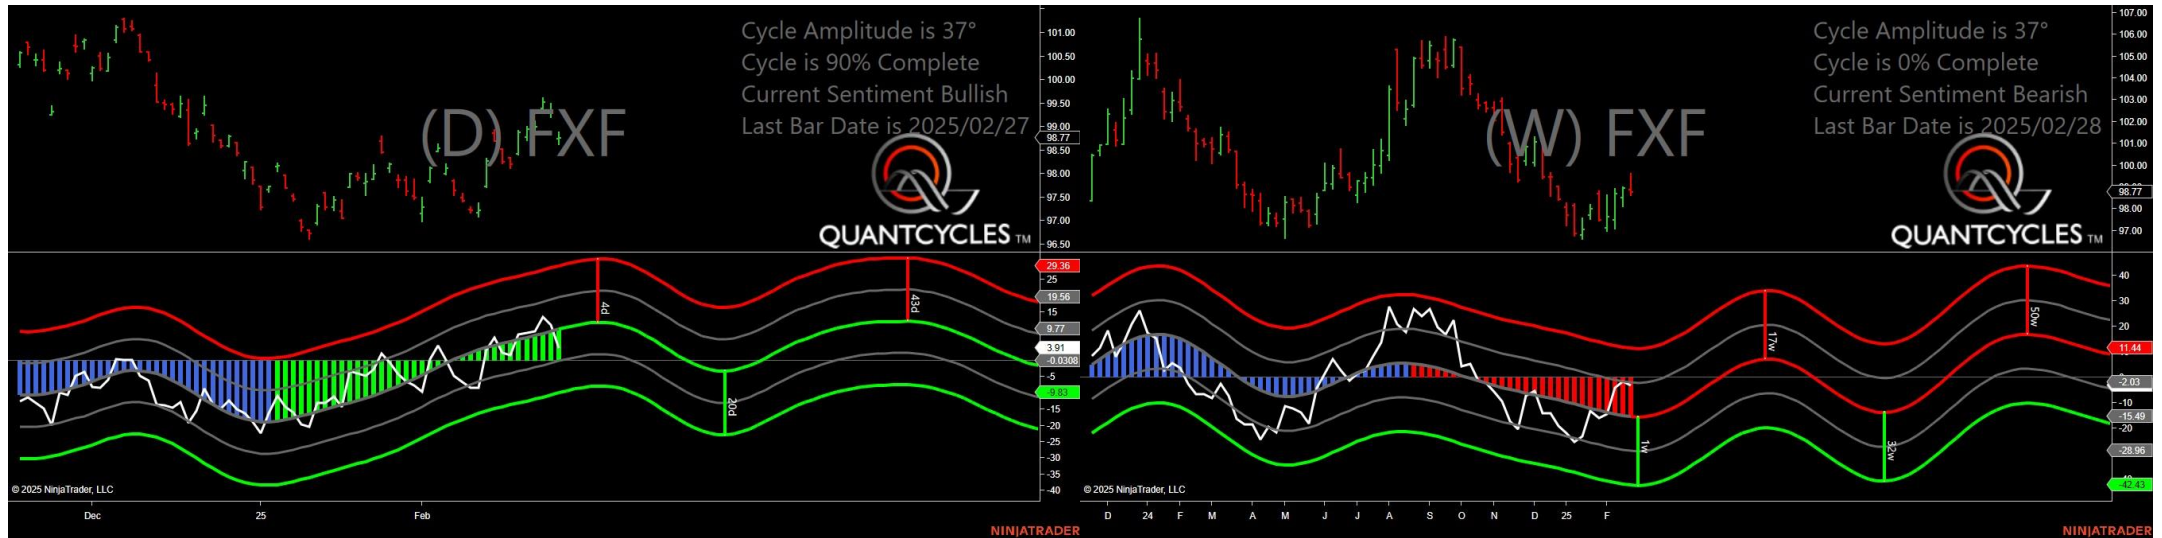 Cycle Amplitude is 37°
Cycle is 90% Complete
Current Sentiment Bullish
Last Bar Date is 2025/02/27
(D) FXF
QUANTCYCLES TM
101.00
100.50
100.00
99.50
99.00
98.77
98.50
98.00
97.50
97.00
96.50
29.36
25
19.56
15
9.77
3.91
-0.0308
-5
-9.83
-15
-20
-25
-30
-35
-40
4d
20d
43d
© 2025 NinjaTrader, LLC
Dec
25
Feb
NINJATRADER
Cycle Amplitude is 37°
Cycle is 0% Complete
Current Sentiment Bearish
Last Bar Date is 2025/02/28
(W) FXF
QUANTCYCLES TM
107.00
106.00
105.00
104.00
103.00
102.00
101.00
100.00
98.77
98.00
97.00
40
30
20
11.44
-2.03
-10
-15.49
-20
-28.96
-42.43
1w
17w
32w
50w
© 2025 NinjaTrader, LLC
D 24 F M A M J J A S O N D 25 F
NINJATRADER